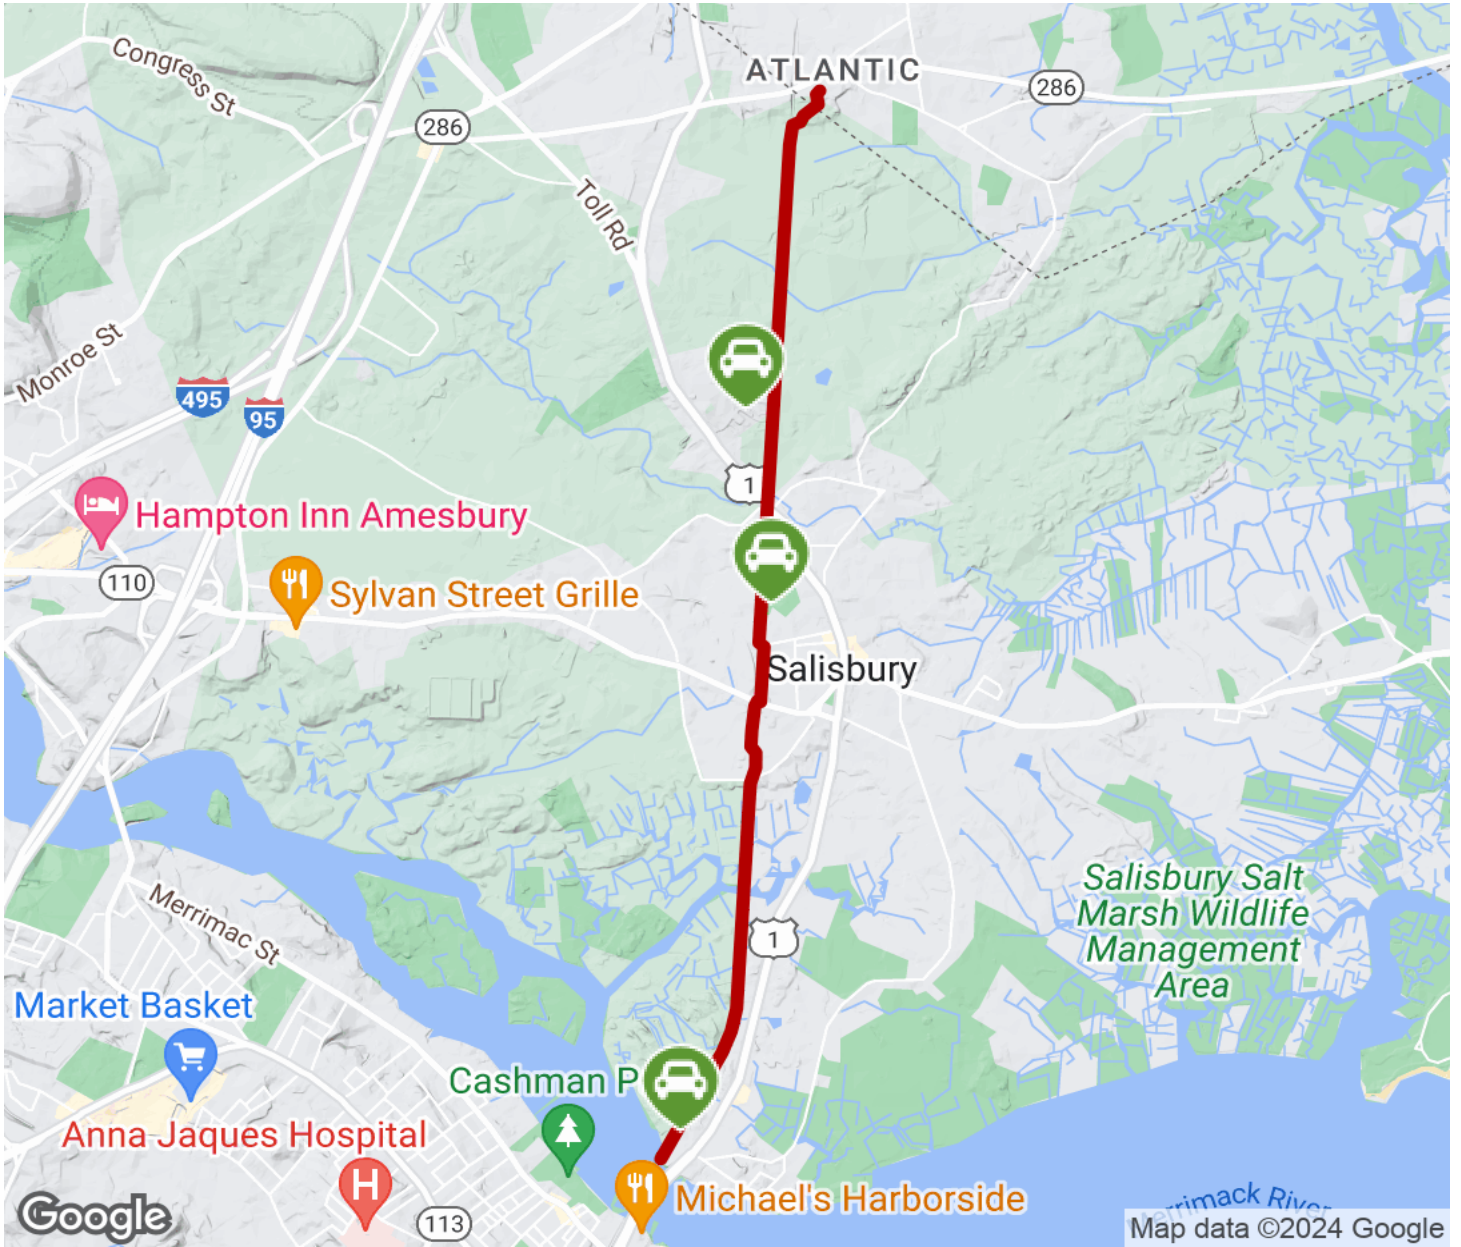 Congress St
ATLANTIC
286
286
Toll Rd
Monroe St
495
95
1
Hampton Inn Amesbury
110
Sylvan Street Grille
Salisbury
Merrimac St
1
Salisbury Salt
Marsh Wildlife
Management
Area
Market Basket
Cashman P
Anna Jaques Hospital
H
Michael's Harborside
113
Merrimack River
Google
Map data ©2024 Google